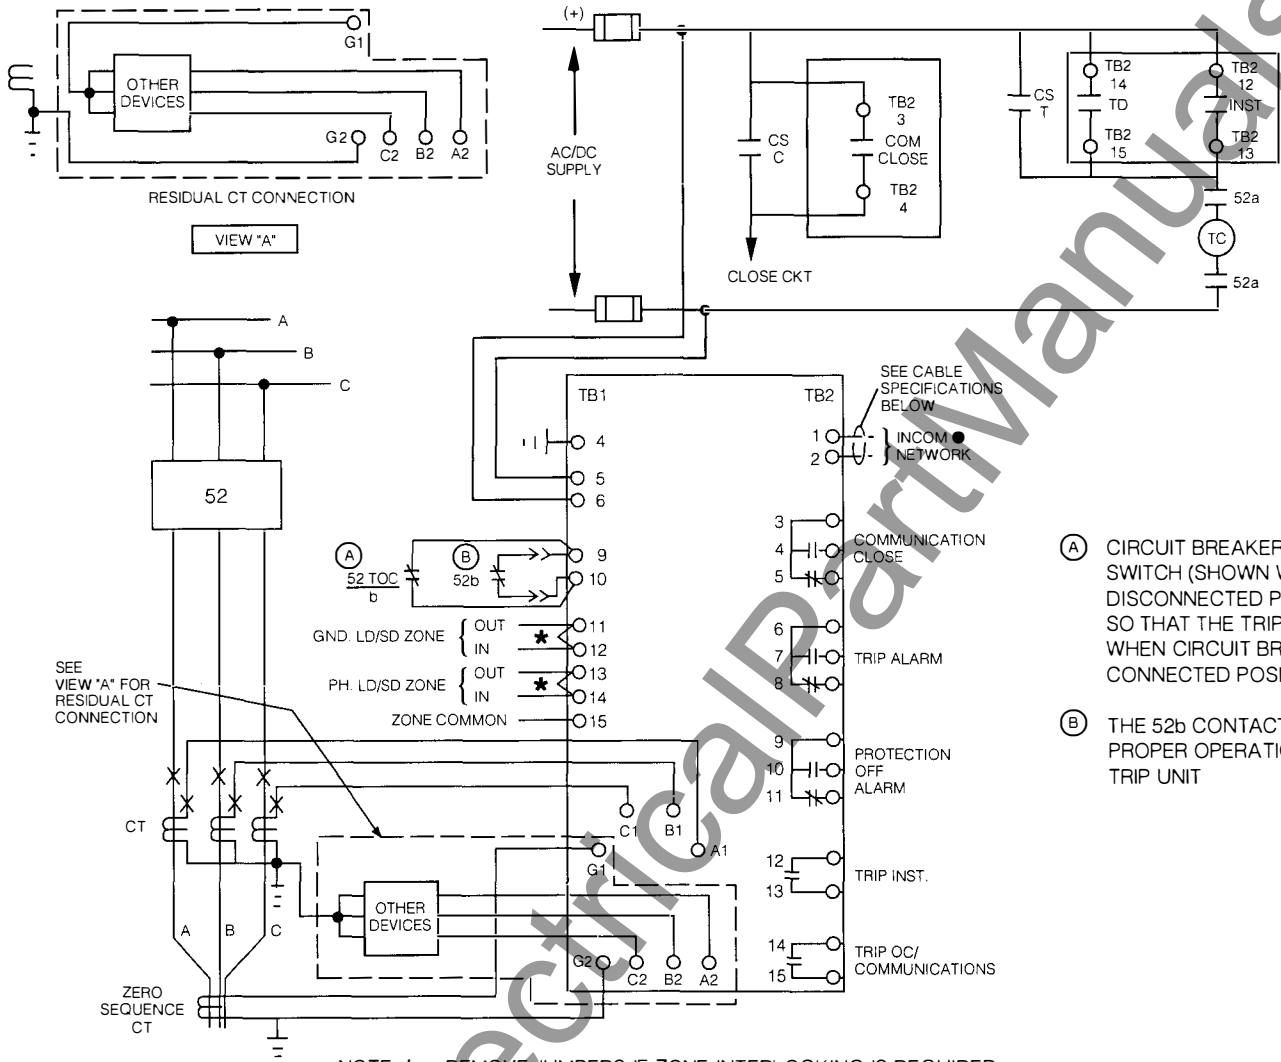 G1
OTHER
DEVICES
G2
C2
B2
A2
RESIDUAL CT CONNECTION
VIEW "A"
(+)
AC/DC
SUPPLY
CS
C
TB2
3
COM
CLOSE
TB2
4
CLOSE CKT
CS
T
TB2
14
TD
TB2
15
TB2
12
INST
TB2
13
52a
TC
52a
A
B
C
52
TB1
TB2
SEE CABLE
SPECIFICATIONS
BELOW
4
5
6
1
2
INCOM
NETWORK
A
52 TOC
b
B
52b
9
10
GND. LD/SD ZONE
OUT
IN
*
11
12
PH. LD/SD ZONE
OUT
IN
*
13
14
ZONE COMMON
15
3
4
5
COMMUNICATION
CLOSE
6
7
8
TRIP ALARM
9
10
11
PROTECTION
OFF
ALARM
12
13
TRIP INST.
14
15
TRIP OC/
COMMUNICATIONS
A CIRCUIT BREAKER
SWITCH (SHOWN
DISCONNECTED
SO THAT THE TRIP
WHEN CIRCUIT
CONNECTED
B THE 52b CONTACT
PROPER
TRIP UNIT
SEE
VIEW "A" FOR
RESIDUAL CT
CONNECTION
CT
C1
B1
A1
G1
OTHER
DEVICES
G2
C2
B2
A2
A
B
C
ZERO
SEQUENCE
CT
ectricalPartManuals